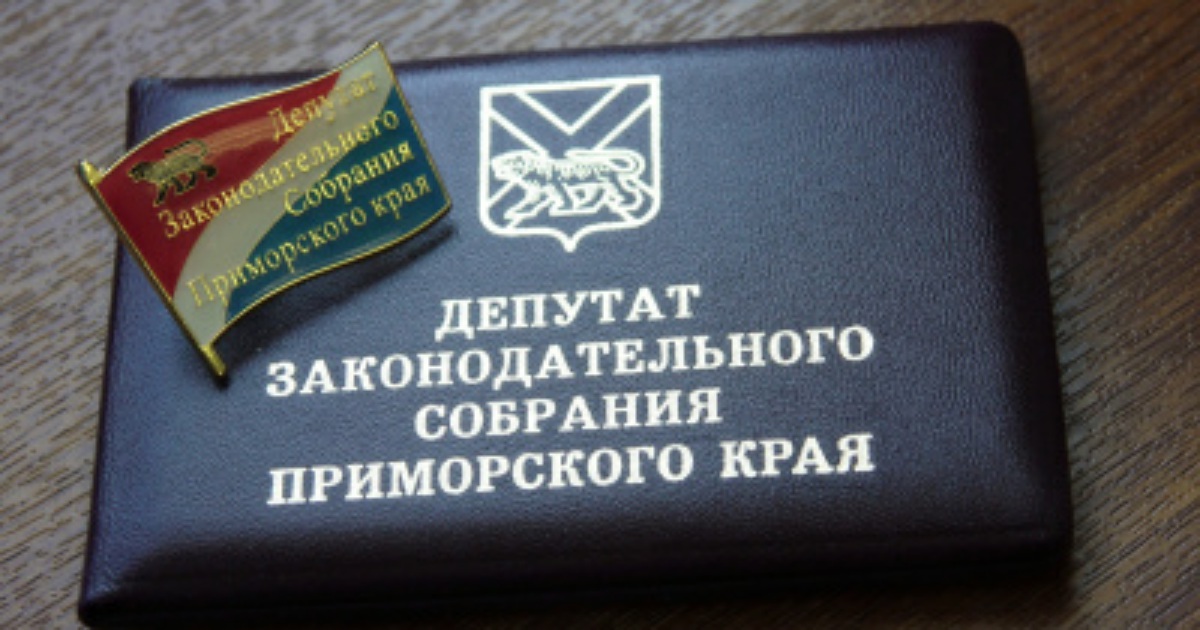 Депутат
Законодательного
Собрания
Приморского края
ДЕПУТАТ
ЗАКОНОДАТЕЛЬНОГО
СОБРАНИЯ
ПРИМОРСКОГО КРАЯ